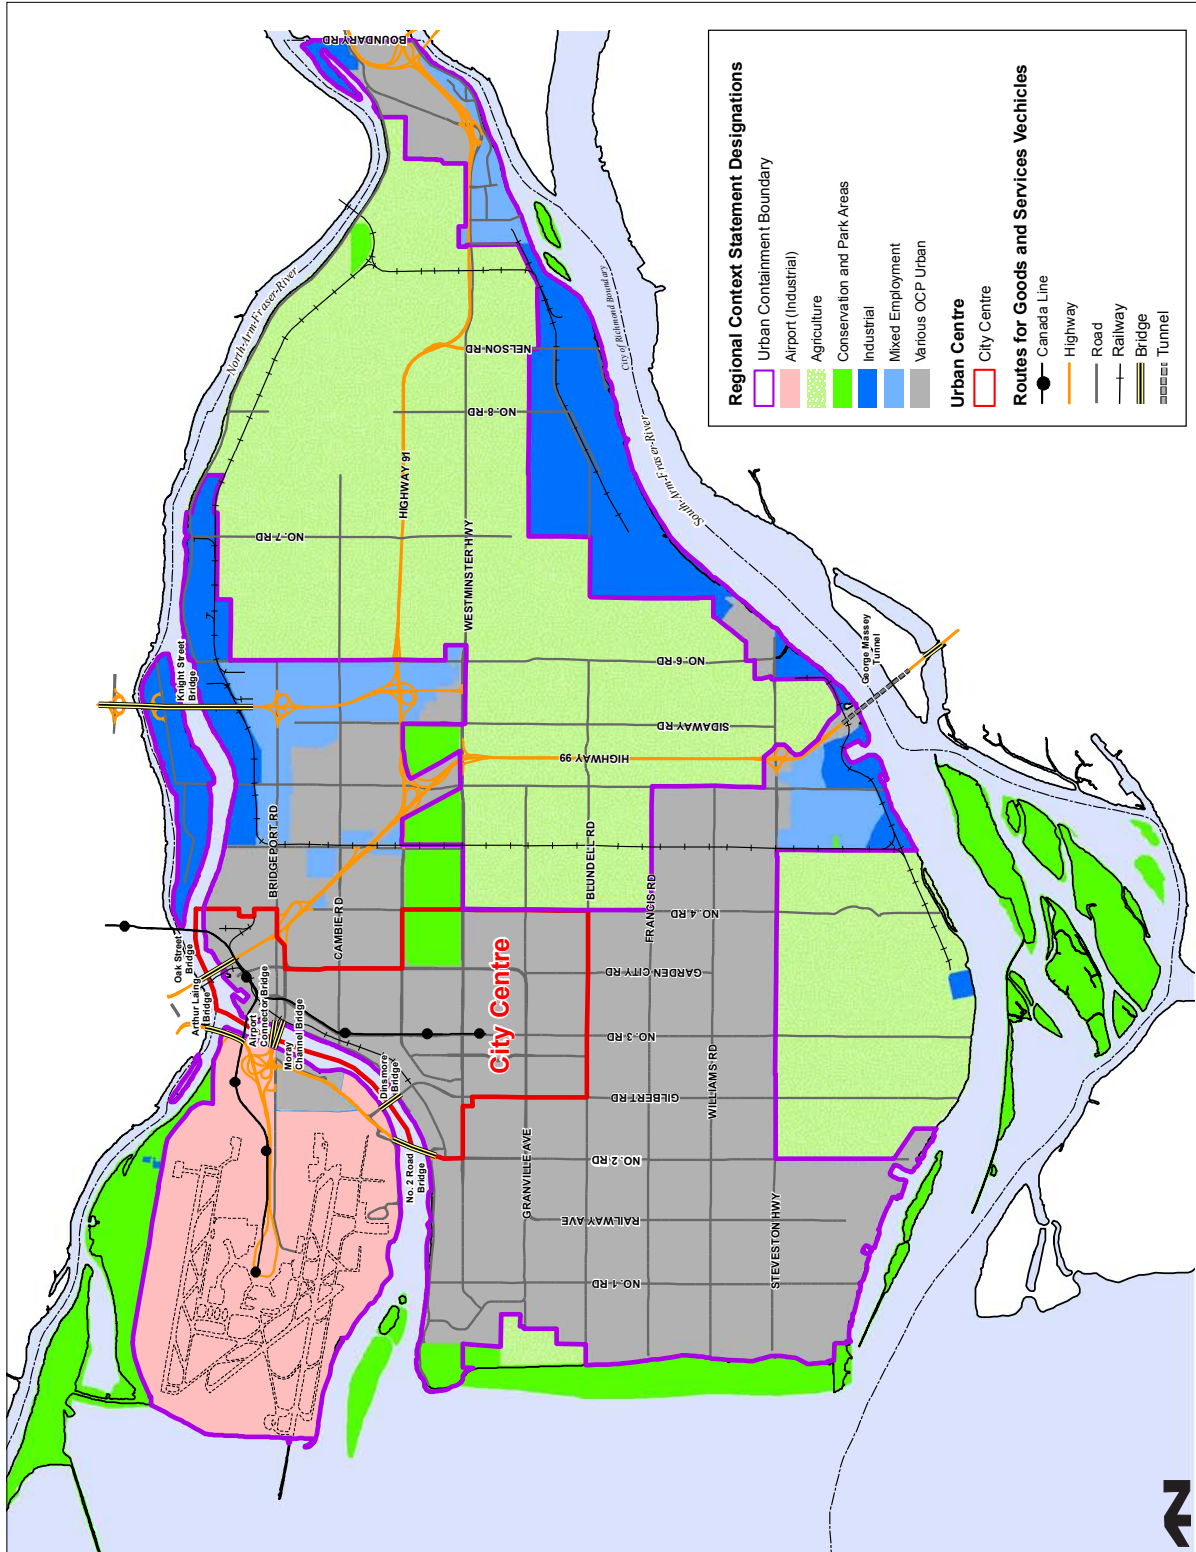 BOUNDARY RD
North-Arm-Fraser-River
NELSON RD
NO. 8 RD
HIGHWAY 91
NO. 7 RD
WESTMINSTER HWY
City of Richmond Boundary
South-Arm-Fraser-River
Knight Street
Bridge
NO. 6 RD
SIDAWAY RD
HIGHWAY 99
George Massey
Tunnel
BRIDGEPORT RD
CAMBIE RD
BLUNDELL RD
FRANCIS RD
NO. 4 RD
Oak Street
Bridge
Arthur Laing
Bridge
Airport
Connector Bridge
Moray
Channel Bridge
Dinsmore
Bridge
No. 2 Road
Bridge
City Centre
GARDEN CITY RD
NO. 3 RD
GILBERT RD
WILLIAMS RD
NO. 2 RD
GRANVILLE AVE
RAILWAY AVE
STEVESTON HWY
NO. 1 RD
Regional Context Statement Designations
Urban Containment Boundary
Airport (Industrial)
Agriculture
Conservation and Park Areas
Industrial
Mixed Employment
Various OCP Urban
Urban Centre
City Centre
Routes for Goods and Services Vechicles
Canada Line
Highway
Road
Railway
Bridge
Tunnel
N